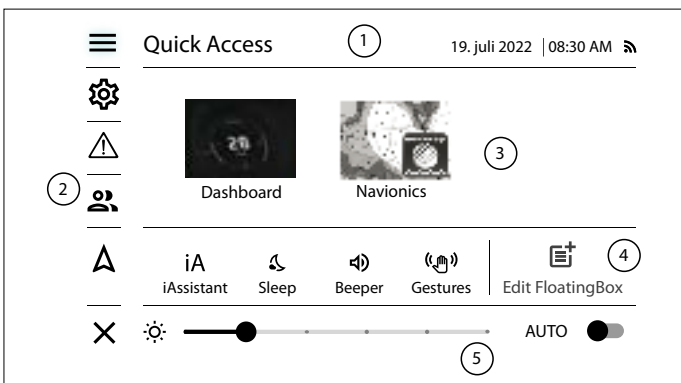 Quick Access
1
19. juli 2022 | 08:30 AM
27
3
Dashboard
Navionics
2
4
iA
iAssistant
Sleep
Beeper
Gestures
Edit FloatingBox
AUTO
5